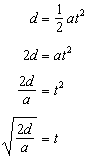 d = 1/2 at²
2d = at²
2d/a = t²
√(2d/a) = t